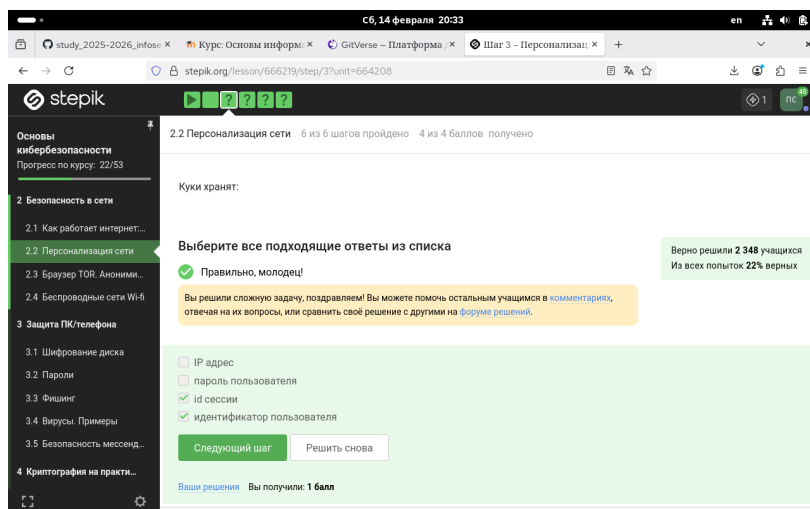 Сб, 14 февраля 20:33
en
study_2025-2026_infose
Курс: Основы информ
GitVerse – Платформа
Шаг 3 – Персонализац
stepik.org/lesson/666219/step/3?unit=664208
stepik
1
ПС
45
Основы кибербезопасности
Прогресс по курсу: 22/53
2 Безопасность в сети
2.1 Как работает интернет:...
2.2 Персонализация сети
2.3 Браузер TOR. Аноними...
2.4 Беспроводные сети Wi-fi
3 Защита ПК/телефона
3.1 Шифрование диска
3.2 Пароли
3.3 Фишинг
3.4 Вирусы. Примеры
3.5 Безопасность мессенд...
4 Криптография на практи...
2.2 Персонализация сети 6 из 6 шагов пройдено 4 из 4 баллов получено
Куки хранят:
Выберите все подходящие ответы из списка
Правильно, молодец!
Верно решили 2 348 учащихся
Из всех попыток 22% верных
Вы решили сложную задачу, поздравляем! Вы можете помочь остальным учащимся в комментариях,
отвечая на их вопросы, или сравнить своё решение с другими на форуме решений.
IP адрес
пароль пользователя
id сессии
идентификатор пользователя
Следующий шаг
Решить снова
Ваши решения Вы получили: 1 балл